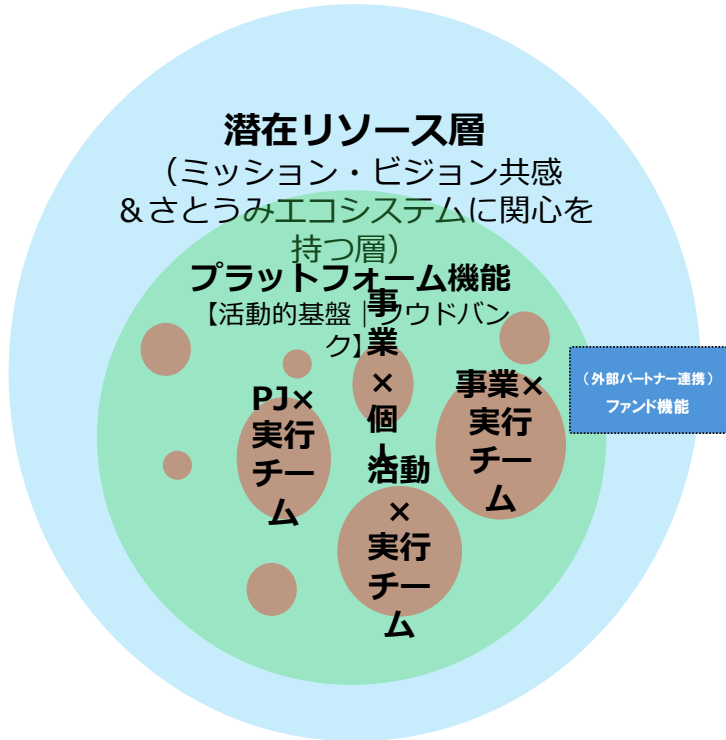 潜在リソース層
（ミッション・ビジョン共感
＆さとうみエコシステムに関心を
持つ層）
プラットフォーム機能
【活動的基盤｜クウドバン
ク】
事
業
×
個
人
PJ×
実行
チー
ム
事業×
実行
チー
ム
活動
×
実行
チー
ム
（外部パートナー連携）
ファンド機能